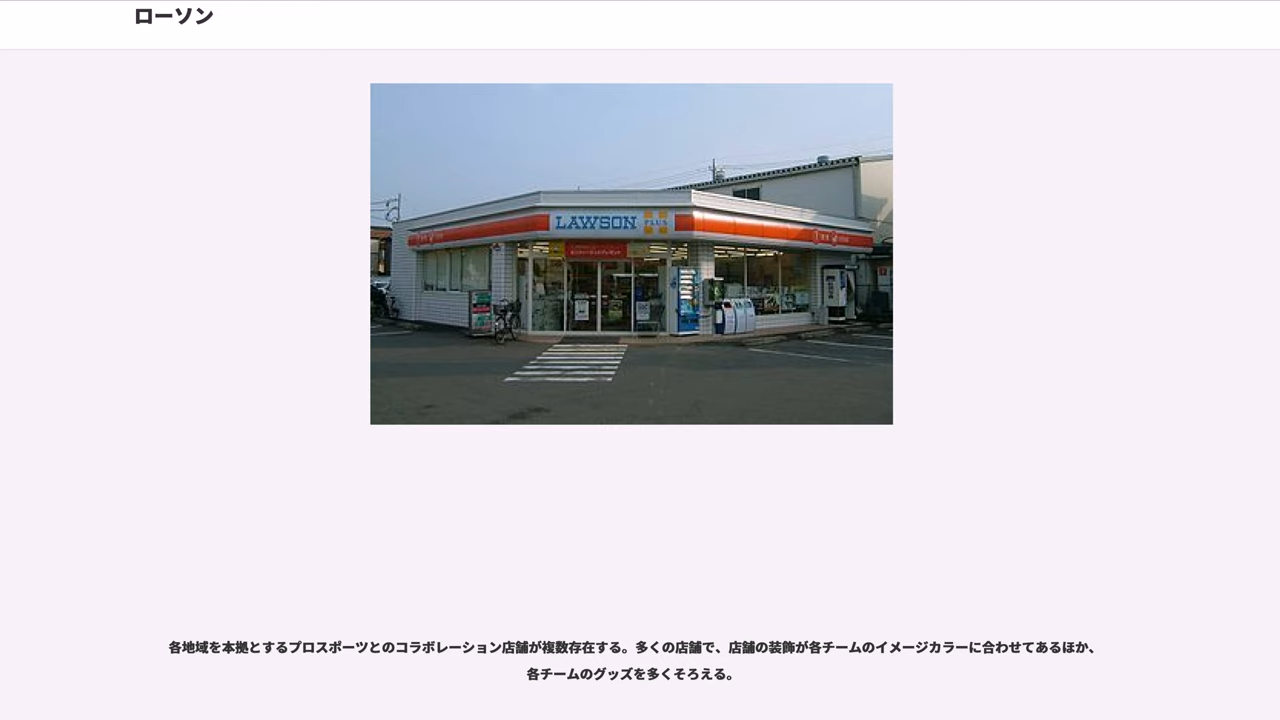 ローソン
LAWSON PLUS
各地域を本拠とするプロスポーツとのコラボレーション店舗が複数存在する。多くの店舗で、店舗の装飾が各チームのイメージカラーに合わせてあるほか、
各チームのグッズを多くそろえる。